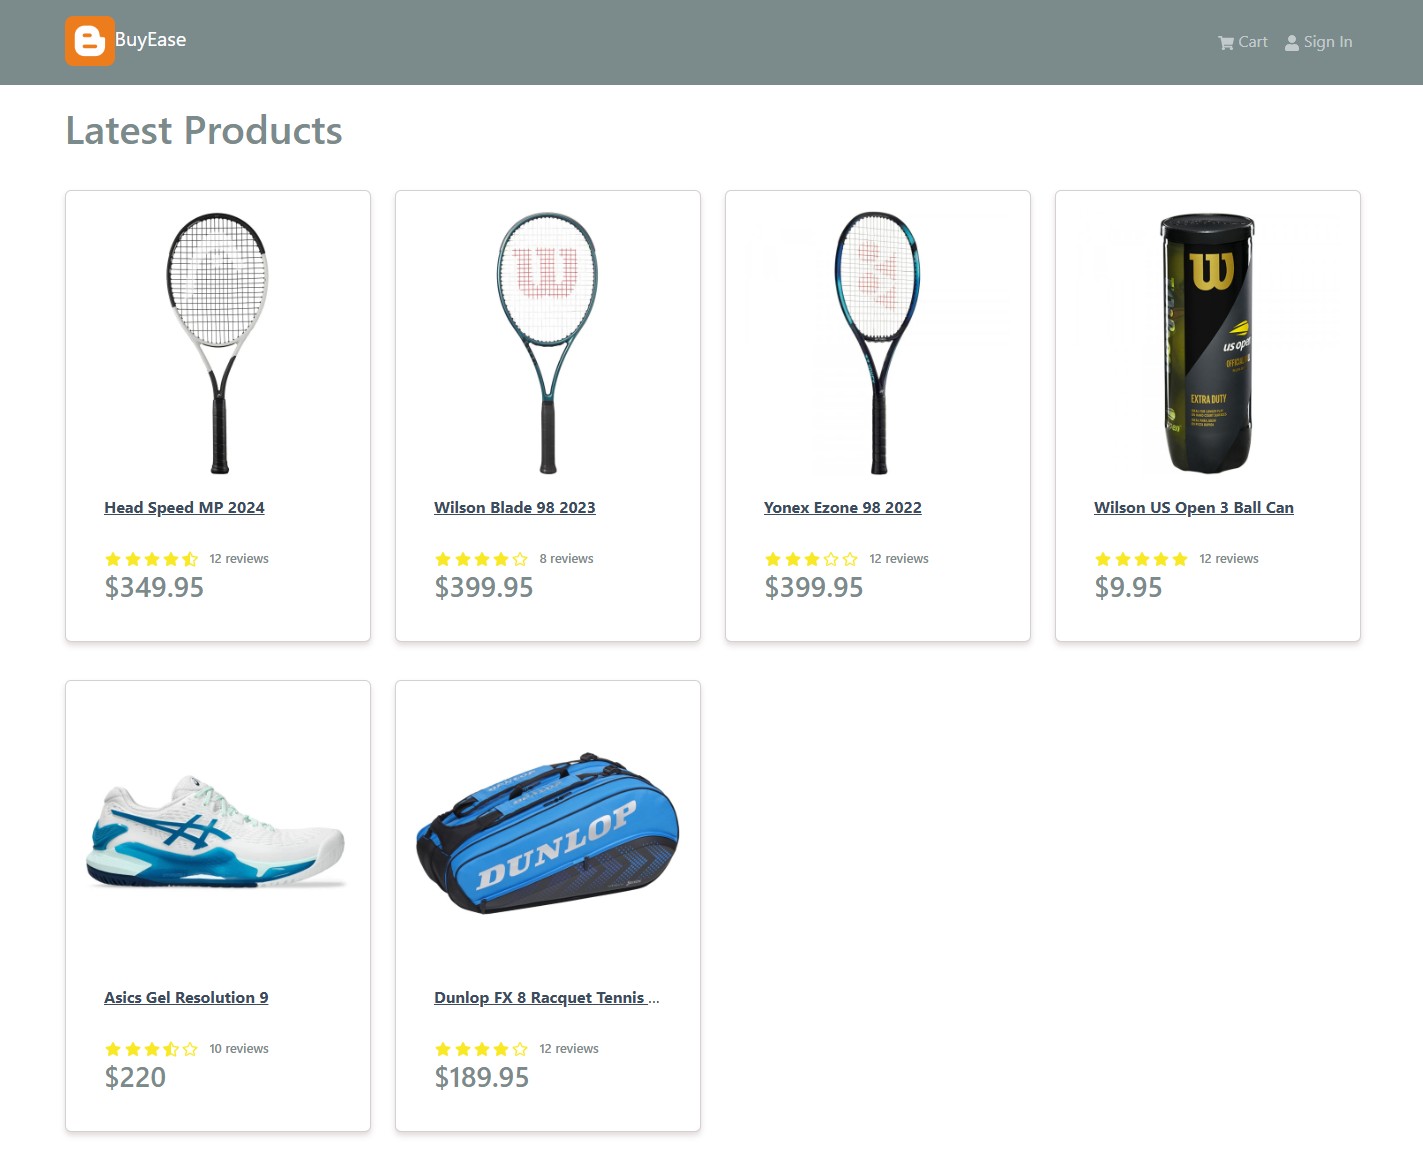 BuyEase
Cart
Sign In
Latest Products
W
W
us open
EXTRA DUTY
Head Speed MP 2024
12 reviews
$349.95
Wilson Blade 98 2023
8 reviews
$399.95
Yonex Ezone 98 2022
12 reviews
$399.95
Wilson US Open 3 Ball Can
12 reviews
$9.95
DUNLOP
Asics Gel Resolution 9
10 reviews
$220
Dunlop FX 8 Racquet Tennis ...
12 reviews
$189.95